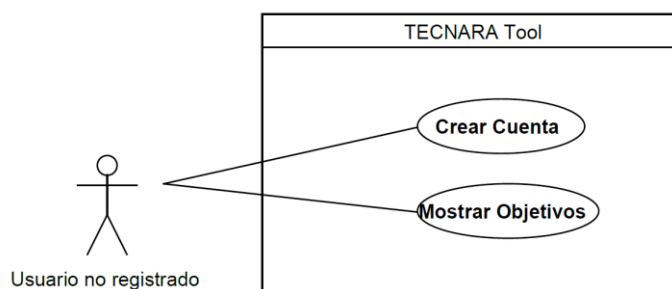 TECNARA Tool
Crear Cuenta
Mostrar Objetivos
Usuario no registrado